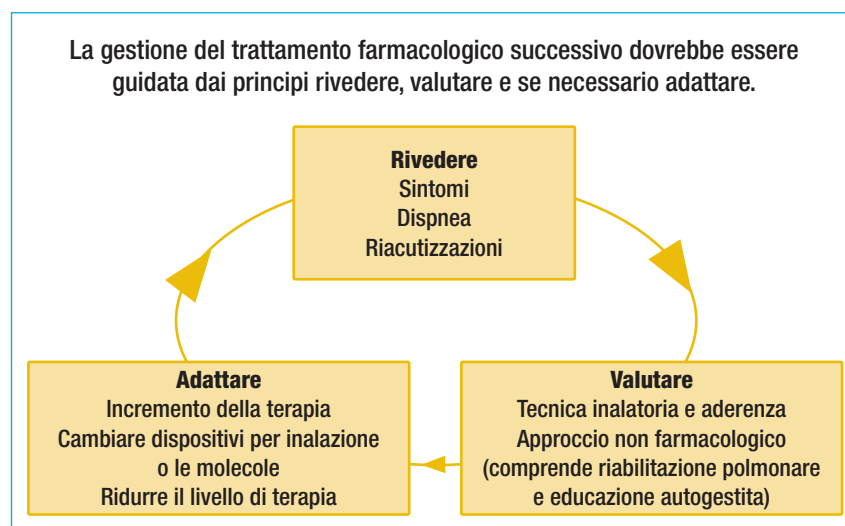 La gestione del trattamento farmacologico successivo dovrebbe essere
guidata dai principi rivedere, valutare e se necessario adattare.
Rivedere
Sintomi
Dispnea
Riacutizzazioni
Adattare
Incremento della terapia
Cambiare dispositivi per inalazione
o le molecole
Ridurre il livello di terapia
Valutare
Tecnica inalatoria e aderenza
Approccio non farmacologico
(comprende riabilitazione polmonare
e educazione autogestita)